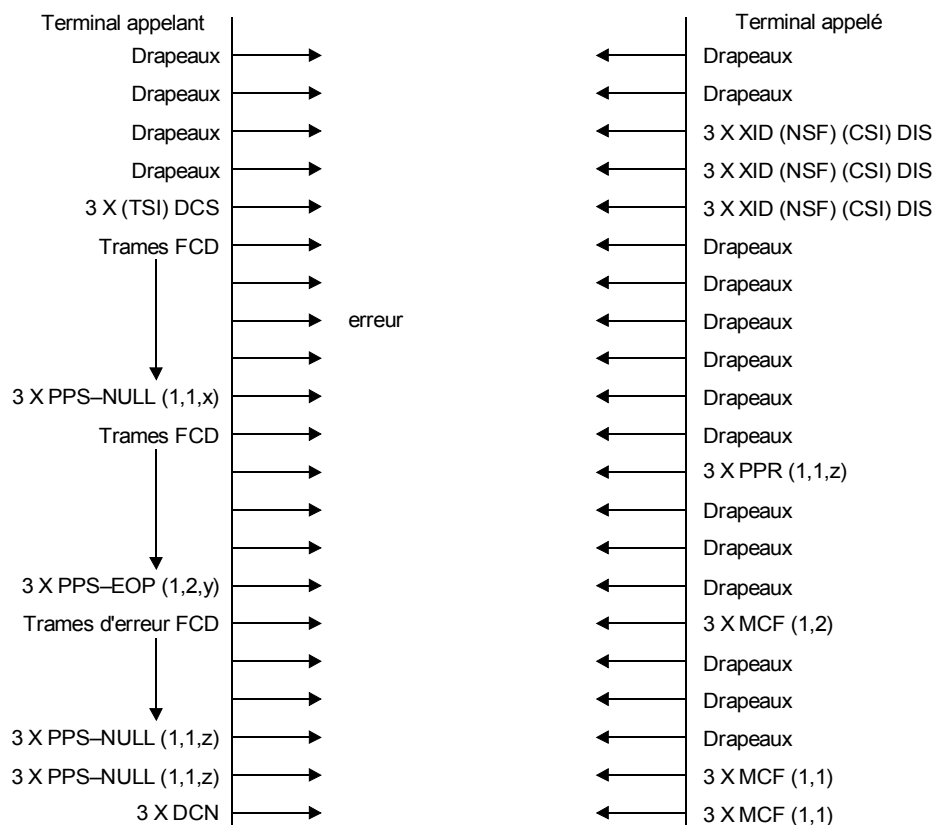 Terminal appelant Terminal appelé
Drapeaux Drapeaux
Drapeaux Drapeaux
Drapeaux 3 X XID (NSF) (CSI) DIS
Drapeaux 3 X XID (NSF) (CSI) DIS
3 X (TSI) DCS 3 X XID (NSF) (CSI) DIS
Trames FCD Drapeaux
Drapeaux
erreur Drapeaux
Drapeaux
3 X PPS–NULL (1,1,x) Drapeaux
Trames FCD Drapeaux
3 X PPR (1,1,z)
Drapeaux
Drapeaux
3 X PPS–EOP (1,2,y) Drapeaux
Trames d'erreur FCD 3 X MCF (1,2)
Drapeaux
Drapeaux
3 X PPS–NULL (1,1,z) Drapeaux
3 X PPS–NULL (1,1,z) 3 X MCF (1,1)
3 X DCN 3 X MCF (1,1)